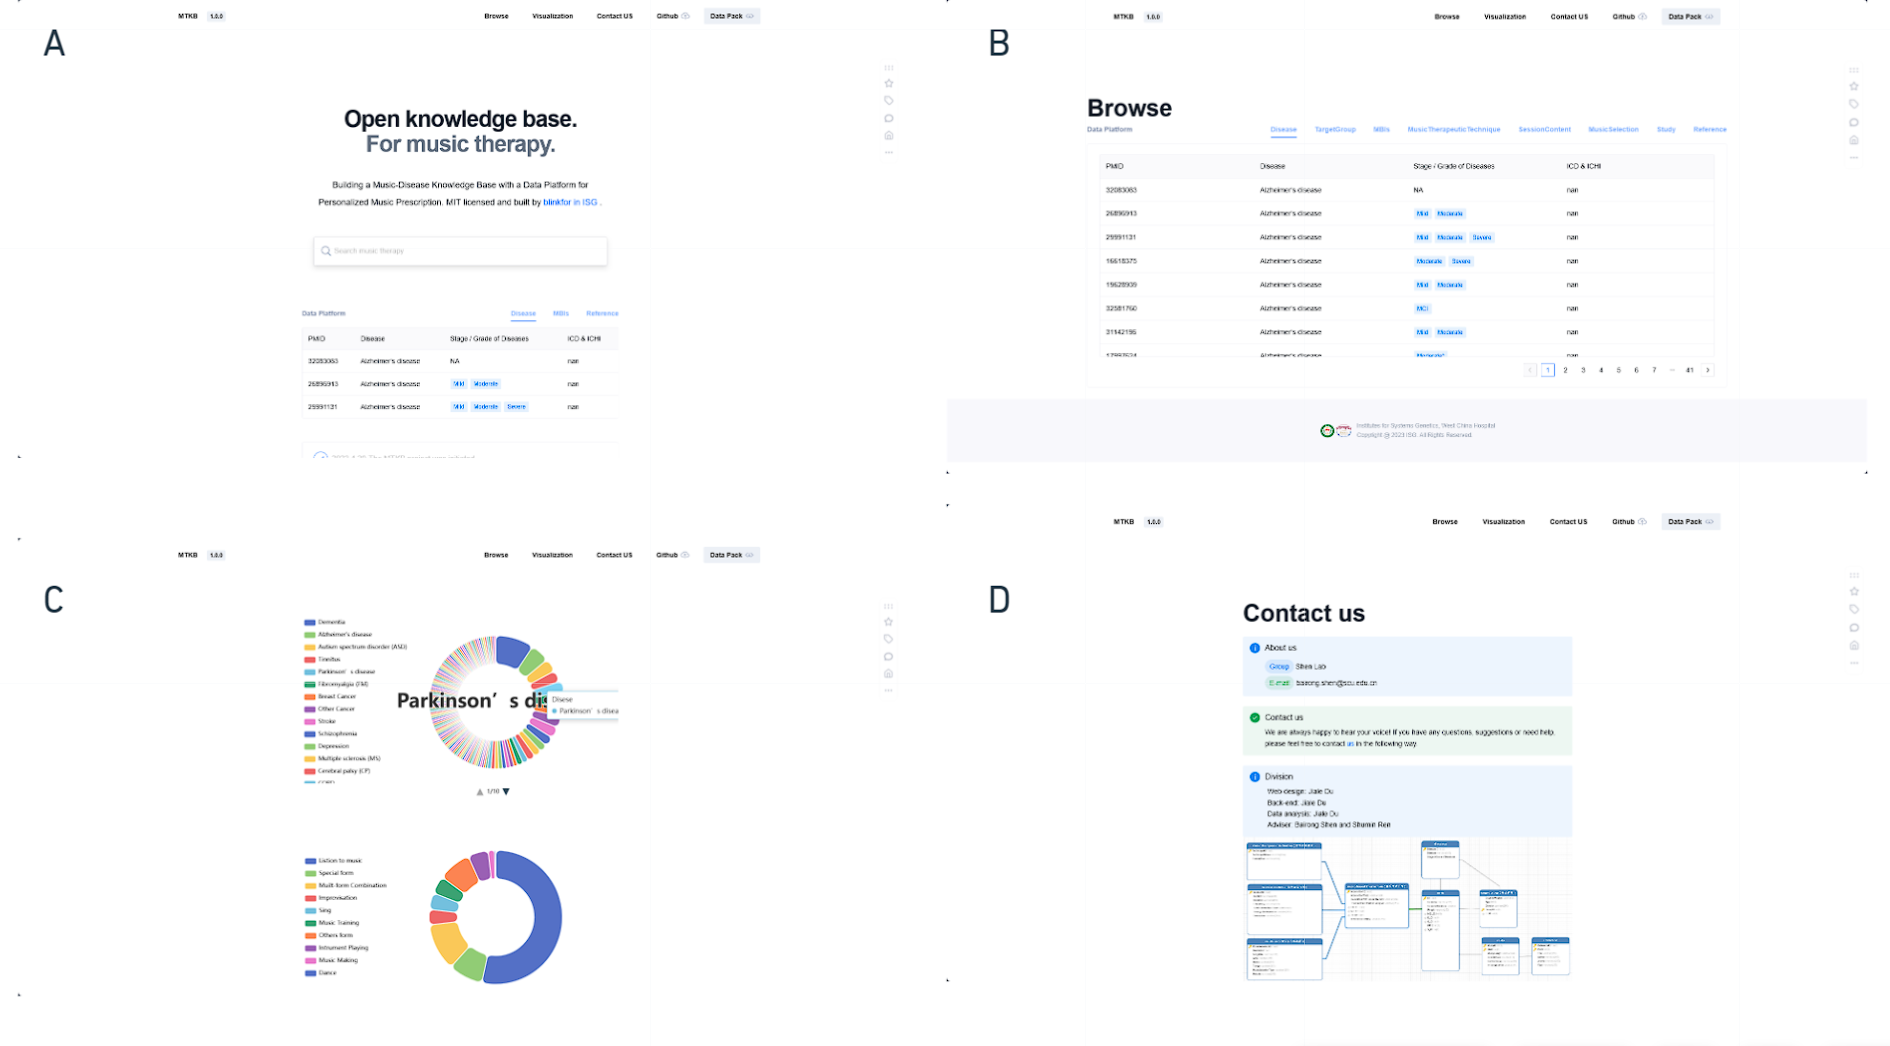 A
MTKB 1.0.0 Browse Visualization Contact US Github Data Pack
Open knowledge base.
For music therapy.
Building a Music-Disease Knowledge Base with a Data Platform for
Personalized Music Prescription. MIT licensed and built by blinkfor in ISG .
Search music therapy
Data Platform Disease MBIs Reference
PMID Disease Stage / Grade of Diseases ICD & ICHI
32083063 Alzheimer's disease NA nan
26896913 Alzheimer's disease Mild Moderate nan
29991131 Alzheimer's disease Mild Moderate Severe nan
B
MTKB 1.0.0 Browse Visualization Contact US Github Data Pack
Browse
Data Platform Disease TargetGroup MBIs MusicTherapeuticTechnique SessionContent MusicSelection Study Reference
PMID Disease Stage / Grade of Diseases ICD & ICHI
32083063 Alzheimer's disease NA nan
26896913 Alzheimer's disease Mild Moderate nan
29991131 Alzheimer's disease Mild Moderate Severe nan
16618375 Alzheimer's disease Moderate Severe nan
19628939 Alzheimer's disease Mild Moderate nan
32581760 Alzheimer's disease MCI nan
31142195 Alzheimer's disease Mild Moderate nan
Alzheimer's disease Moderate nan
1 2 3 4 5 6 7 ··· 41
Institutes for Systems Genetics, West China Hospital
Copyright @ 2023 ISG. All Rights Reserved.
C
MTKB 1.0.0 Browse Visualization Contact US Github Data Pack
Dementia
Alzheimer's disease
Autism spectrum disorder (ASD)
Tinnitus
Parkinson's disease
Fibromyalgia (FM)
Breast Cancer
Other Cancer
Stroke
Schizophrenia
Depression
Multiple sclerosis (MS)
Cerebral palsy (CP)
COPD
Parkinson's dis
Disese
Parkinson's disea
1/10
Listion to music
Special form
Multi-form Combination
Improvisation
Sing
Music Training
Others form
Intrument Playing
Music Making
Dance
D
MTKB 1.0.0 Browse Visualization Contact US Github Data Pack
Contact us
About us
Group Shen Lab
E-mail bairong.shen@scu.edu.cn
Contact us
We are always happy to hear your voice! If you have any questions, suggestions or need help,
please feel free to contact us in the following way.
Division
Web-design: Jiale Du
Back-end: Jiale Du
Data analysis: Jiale Du
Adviser: Bairong Shen and Shumin Ren